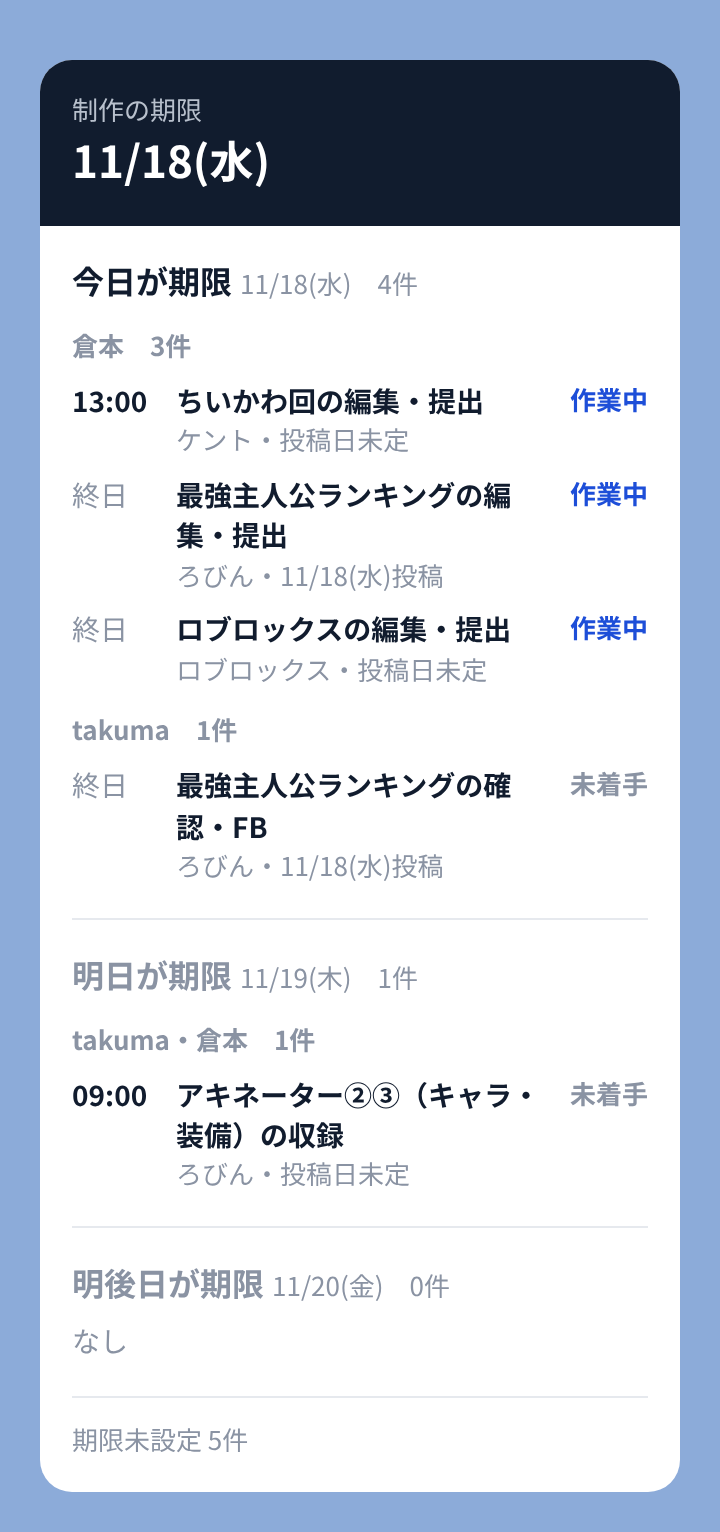 制作の期限
11/18(水)
今日が期限 11/18(水)　4件
倉本　3件
13:00 ちいかわ回の編集・提出 作業中
ケント・投稿日未定
終日 最強主人公ランキングの編 作業中
集・提出
ろびん・11/18(水)投稿
終日 ロブロックスの編集・提出 作業中
ロブロックス・投稿日未定
takuma　1件
終日 最強主人公ランキングの確 未着手
認・FB
ろびん・11/18(水)投稿
明日が期限 11/19(木)　1件
takuma・倉本　1件
09:00 アキネーター②③（キャラ・ 未着手
装備）の収録
ろびん・投稿日未定
明後日が期限 11/20(金)　0件
なし
期限未設定 5件